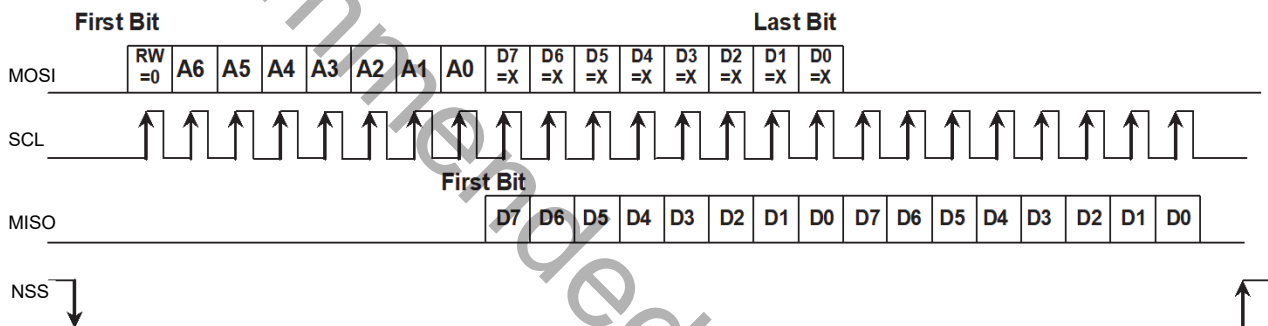 First Bit Last Bit
MOSI RW =0 A6 A5 A4 A3 A2 A1 A0 D7 =X D6 =X D5 =X D4 =X D3 =X D2 =X D1 =X D0 =X
SCL
First Bit
MISO D7 D6 D5 D4 D3 D2 D1 D0 D7 D6 D5 D4 D3 D2 D1 D0
NSS
mmended